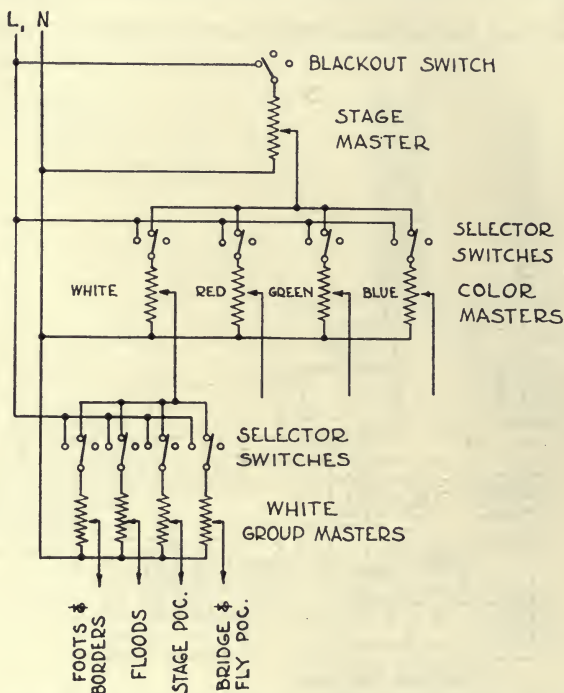 L, N
BLACKOUT SWITCH
STAGE
MASTER
SELECTOR
SWITCHES
WHITE
RED
GREEN
BLUE
COLOR
MASTERS
SELECTOR
SWITCHES
WHITE
GROUP MASTERS
FOOTS &
BORDERS
FLOODS
STAGE POC.
BRIDGE &
FLY POC.